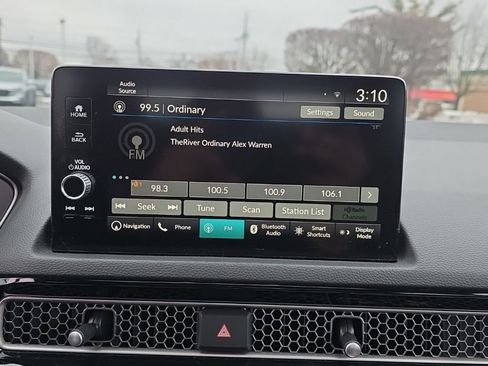 Audio
Source
3:10
HOME
99.5 | Ordinary
Settings
Sound
BACK
Adult Hits
TheRiver Ordinary Alex Warren
FM
VOL
AUDIO
98.3
100.5
100.9
106.1
Seek
Tune
Scan
Station List
Radio
Channels
Navigation
Phone
FM
Bluetooth
Audio
Smart
Shortcuts
Display
Mode